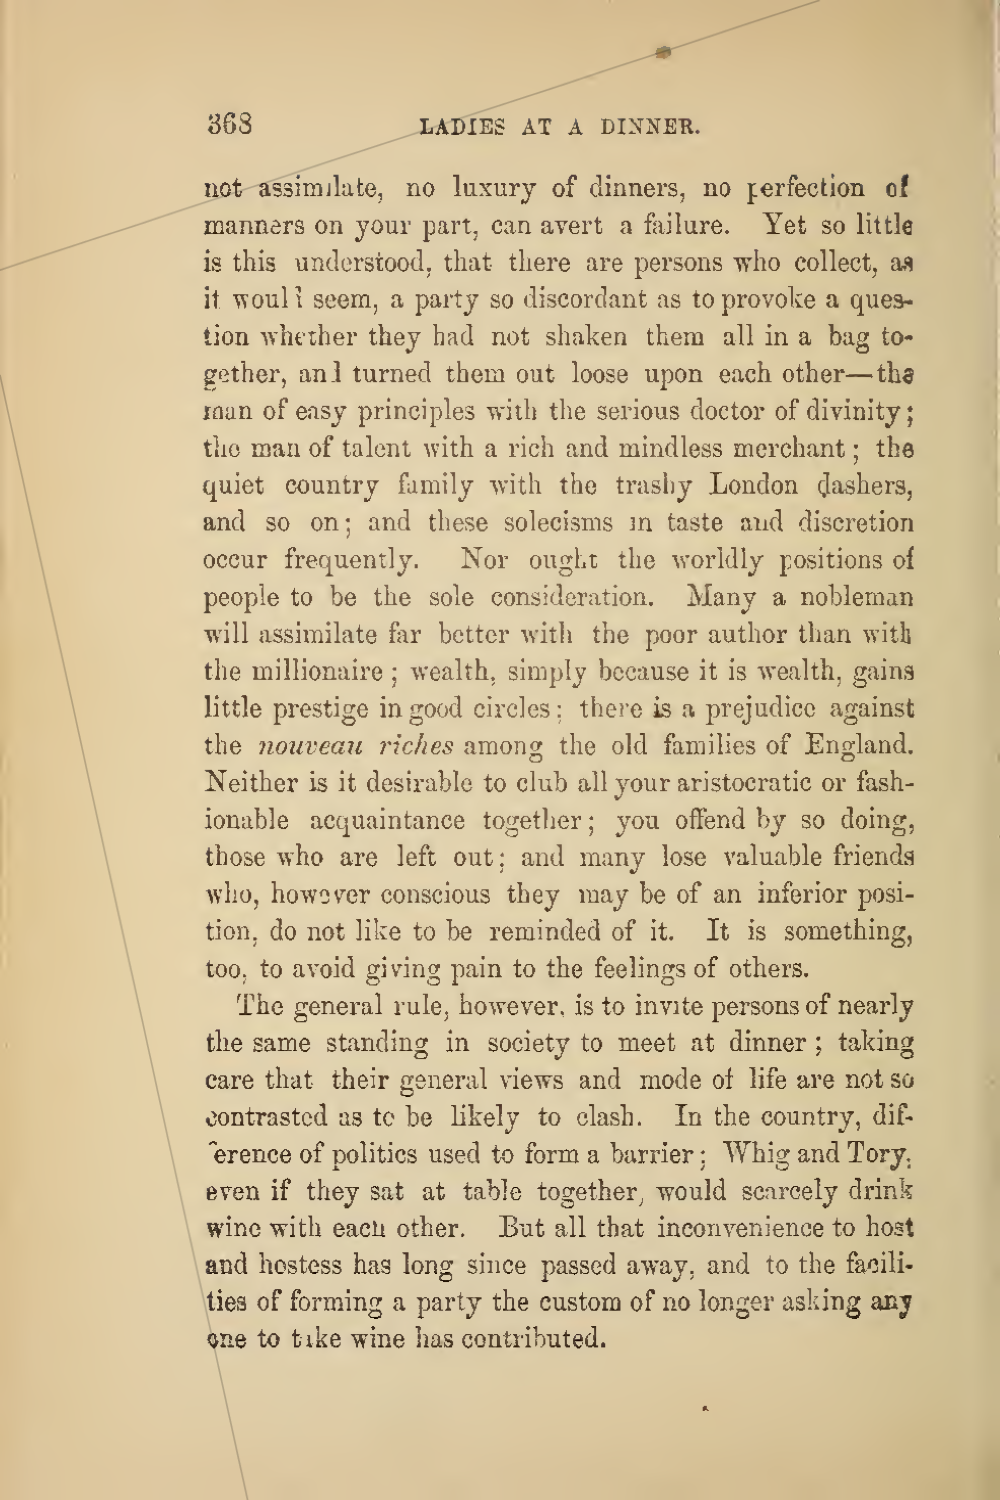 368 LADIES AT A DINNER.
not assimilate, no luxury of dinners, no perfection of
manners on your part, can avert a failure. Yet so little
is this understood, that there are persons who collect, as
it would seem, a party so discordant as to provoke a ques-
tion whether they had not shaken them all in a bag to-
gether, and turned them out loose upon each other—the
man of easy principles with the serious doctor of divinity;
the man of talent with a rich and mindless merchant; the
quiet country family with the trashy London dashers,
and so on; and these solecisms in taste and discretion
occur frequently. Nor ought the worldly positions of
people to be the sole consideration. Many a nobleman
will assimilate far better with the poor author than with
the millionaire; wealth, simply because it is wealth, gains
little prestige in good circles; there is a prejudice against
the nouveau riches among the old families of England.
Neither is it desirable to club all your aristocratic or fash-
ionable acquaintance together; you offend by so doing,
those who are left out; and many lose valuable friends
who, however conscious they may be of an inferior posi-
tion, do not like to be reminded of it. It is something,
too, to avoid giving pain to the feelings of others.
The general rule, however, is to invite persons of nearly
the same standing in society to meet at dinner; taking
care that their general views and mode of life are not so
contrasted as to be likely to clash. In the country, dif-
ference of politics used to form a barrier; Whig and Tory,
even if they sat at table together, would scarcely drink
wine with each other. But all that inconvenience to host
and hostess has long since passed away, and to the facili-
ties of forming a party the custom of no longer asking any
one to take wine has contributed.